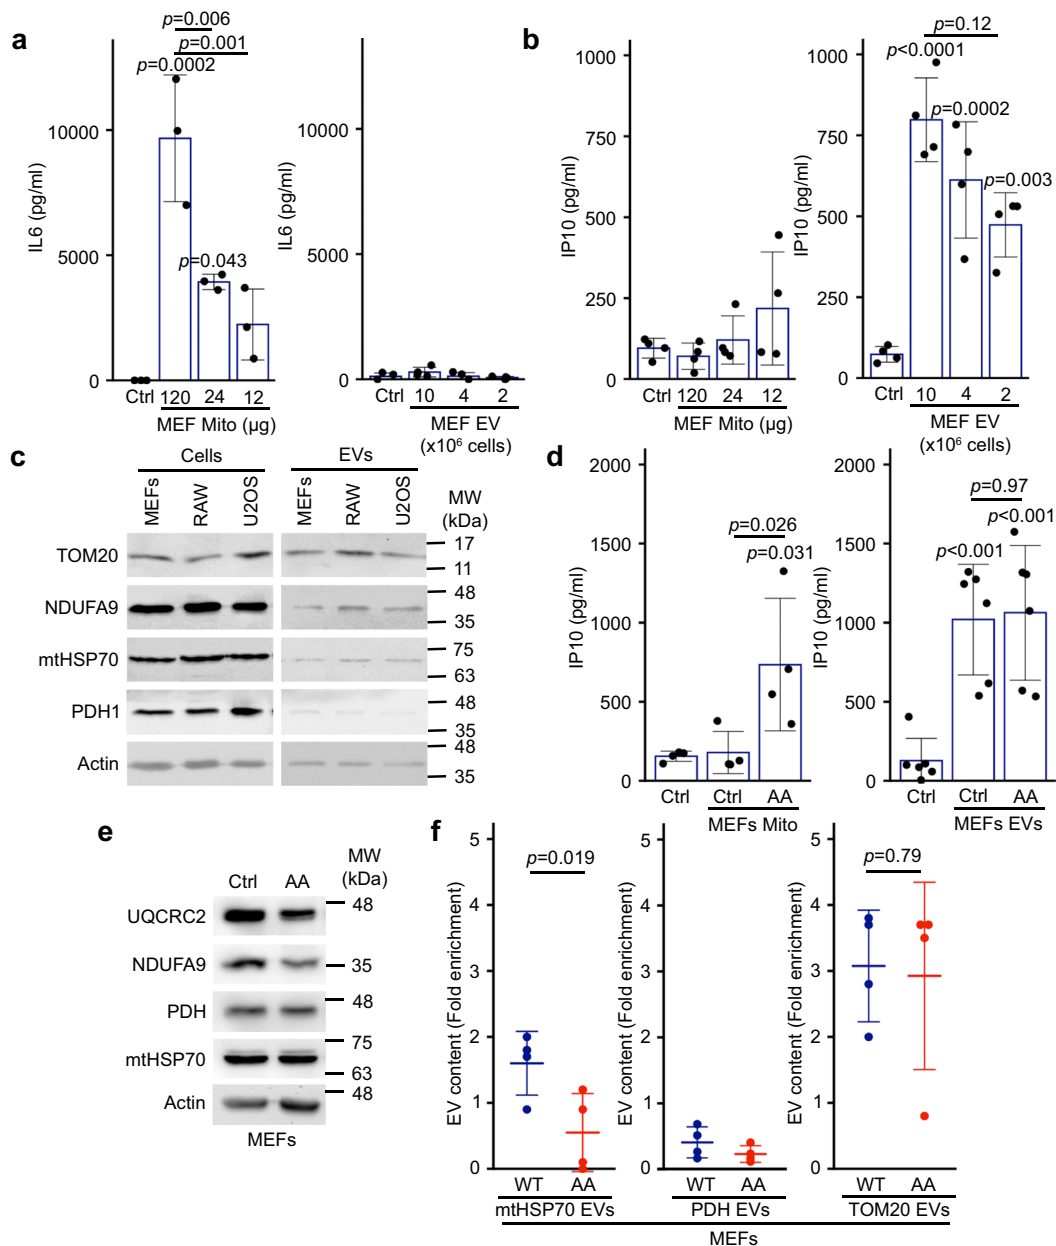 a
p=0.006
p=0.001
p=0.0002
p=0.043
IL6 (pg/ml)
10000
5000
0
Ctrl 120 24 12
MEF Mito (µg)
IL6 (pg/ml)
10000
5000
0
Ctrl 10 4 2
MEF EV
(x10⁶ cells)
b
IP10 (pg/ml)
1000
750
500
250
0
Ctrl 120 24 12
MEF Mito (µg)
p=0.12
p<0.0001
p=0.0002
p=0.003
IP10 (pg/ml)
1000
750
500
250
0
Ctrl 10 4 2
MEF EV
(x10⁶ cells)
c
Cells EVs
MEFs RAW U2OS MEFs RAW U2OS
MW
(kDa)
TOM20
17
11
NDUFA9
48
35
mtHSP70
75
63
PDH1
48
35
Actin
48
35
d
IP10 (pg/ml)
2000
1500
1000
500
0
p=0.026
p=0.031
Ctrl Ctrl AA
MEFs Mito
IP10 (pg/ml)
2000
1500
1000
500
0
p=0.97
p<0.001
p<0.001
Ctrl Ctrl AA
MEFs EVs
e
Ctrl AA
MW
(kDa)
UQCRC2
48
NDUFA9
35
PDH
48
mtHSP70
75
63
Actin
48
MEFs
f
EV content (Fold enrichment)
5
4
3
2
1
0
p=0.019
WT AA
mtHSP70 EVs
EV content (Fold enrichment)
5
4
3
2
1
0
WT AA
PDH EVs
EV content (Fold enrichment)
5
4
3
2
1
0
p=0.79
WT AA
TOM20 EVs
MEFs